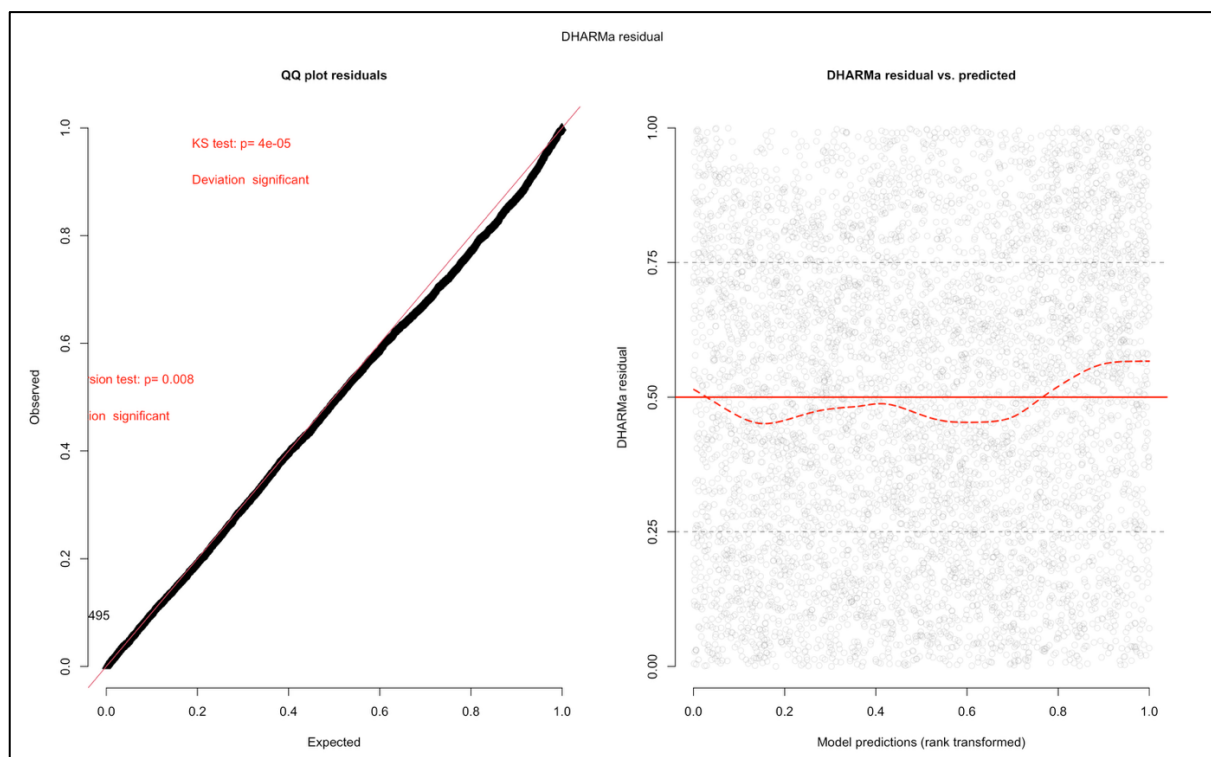 DHARMa residual
QQ plot residuals
KS test: p= 4e-05
Deviation  significant
rsion test: p= 0.008
ion  significant
495
Observed
0.0
0.2
0.4
0.6
0.8
1.0
0.0
0.2
0.4
0.6
0.8
1.0
Expected
DHARMa residual vs. predicted
DHARMa residual
0.00
0.25
0.50
0.75
1.00
0.0
0.2
0.4
0.6
0.8
1.0
Model predictions (rank transformed)